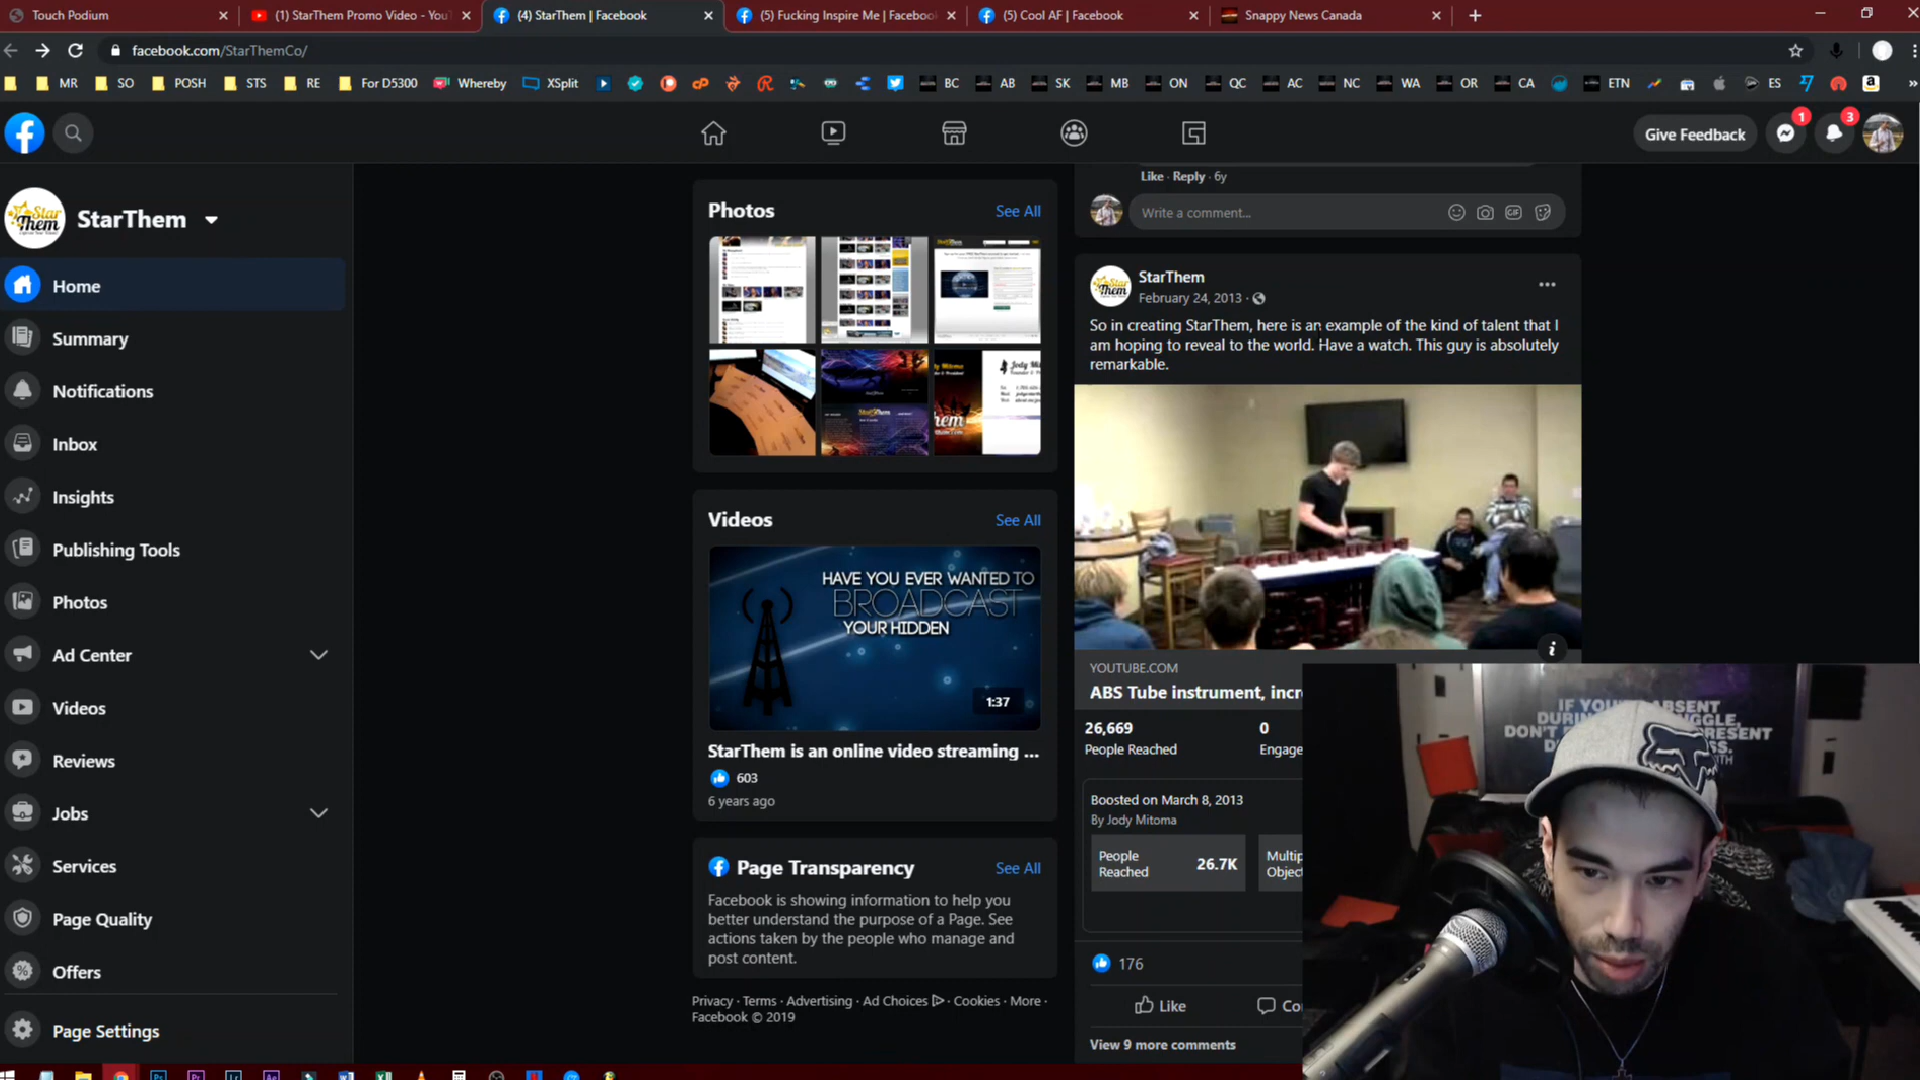 Touch Podium
(1) StarThem Promo Video - You
(4) StarThem || Facebook
(5) Fucking Inspire Me | Facebook
(5) Cool AF | Facebook
Snappy News Canada
facebook.com/StarThemCo/
MR SO POSH STS RE For D5300 Whereby XSplit BC AB SK MB ON QC AC NC WA OR CA ETN ES
Give Feedback
1
3
StarThem
Home
Summary
Notifications
Inbox
Insights
Publishing Tools
Photos
Ad Center
Videos
Reviews
Jobs
Services
Page Quality
Offers
Page Settings
Photos
See All
Videos
See All
HAVE YOU EVER WANTED TO
BROADCAST
YOUR HIDDEN
1:37
StarThem is an online video streaming ...
603
6 years ago
Page Transparency
See All
Facebook is showing information to help you
better understand the purpose of a Page. See
actions taken by the people who manage and
post content.
Privacy · Terms · Advertising · Ad Choices · Cookies · More ·
Facebook © 2019
Like · Reply · 6y
Write a comment...
GIF
StarThem
February 24, 2013 ·
So in creating StarThem, here is an example of the kind of talent that I
am hoping to reveal to the world. Have a watch. This guy is absolutely
remarkable.
YOUTUBE.COM
ABS Tube instrument, incr
26,669
People Reached
0
Engage
Boosted on March 8, 2013
By Jody Mitoma
People
Reached
26.7K
Multip
Objec
176
Like
Co
View 9 more comments